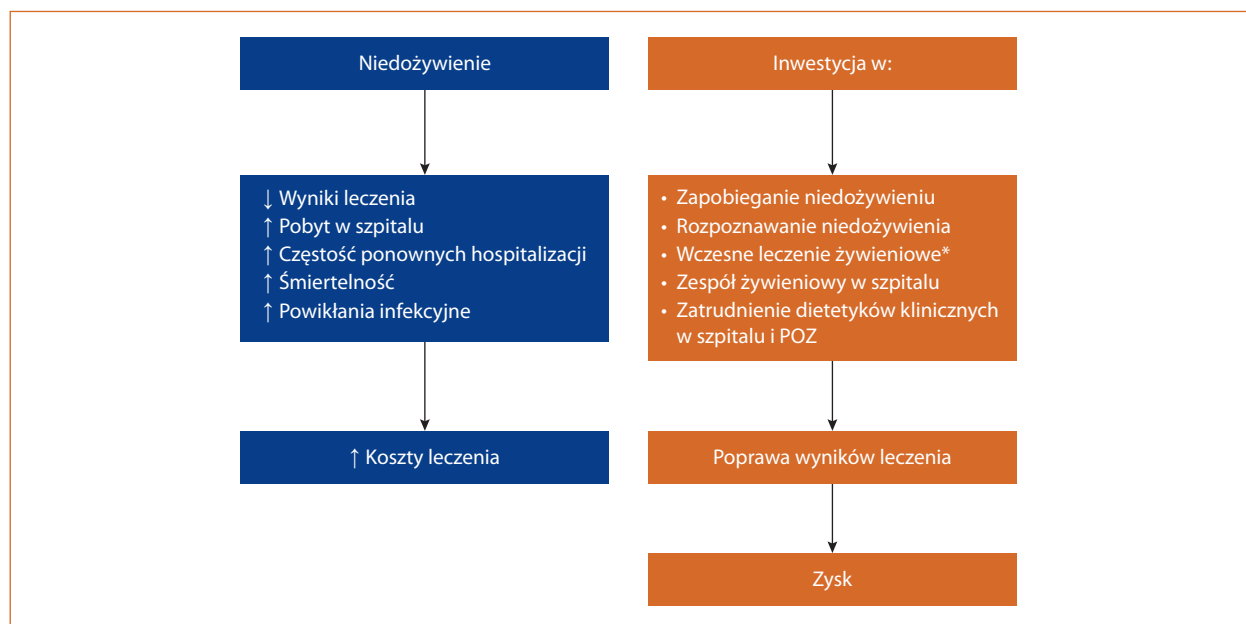 Niedożywienie
↓ Wyniki leczenia
↑ Pobyt w szpitalu
↑ Częstość ponownych hospitalizacji
↑ Śmiertelność
↑ Powikłania infekcyjne
↑ Koszty leczenia
Inwestycja w:
• Zapobieganie niedożywieniu
• Rozpoznawanie niedożywienia
• Wczesne leczenie żywieniowe*
• Zespół żywieniowy w szpitalu
• Zatrudnienie dietetyków klinicznych
w szpitalu i POZ
Poprawa wyników leczenia
Zysk